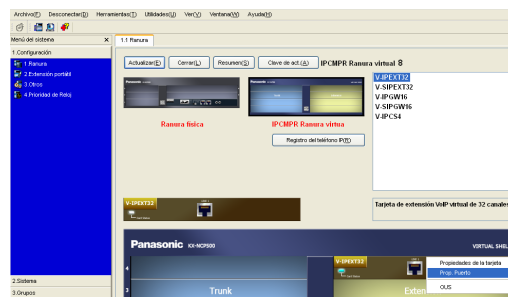 Archivo(F) Desconectar(D) Herramientas(T) Utilidades(U) Ver(V) Ventana(W) Ayuda(H)
Menú del sistema × 1.1 Ranura
1.Configuración
1 Ranura
2.Extensión portátil
3.Otros
4.Prioridad de Reloj
Actualizar(E) Cerrar(L) Resumen(S) Clave de act.(A) IPCMPR Ranura virtual 8
V-IPEXT32
V-SIPEXT32
V-IPGW16
V-SIPGW16
V-IPCS4
Ranura física IPCMPR Ranura virtua
Registro del teléfono IP(R)
V-IPEXT32
Tarjeta de extensión VoIP virtual de 32 canales
Panasonic KX-NCP500 VIRTUAL SHEL
V-IPEXT32
Propiedades de la tarjeta
Prop. Puerto
OUS
4
3 Trunk Exten
2.Sistema
3.Grupos